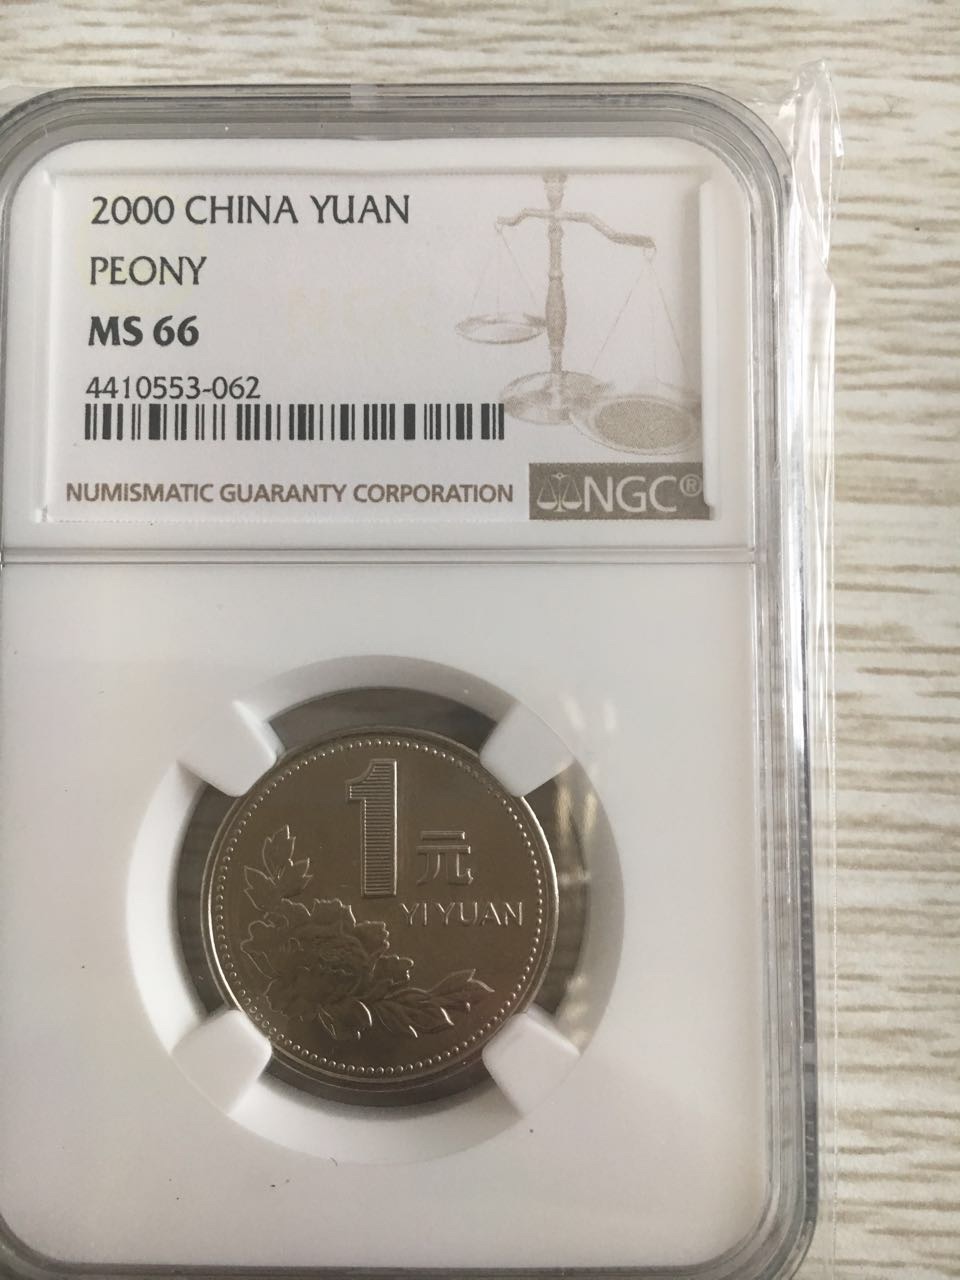 2000 CHINA YUAN
PEONY
MS 66
4410553-062
NUMISMATIC GUARANTY CORPORATION
NGC®
1
元
YI YUAN